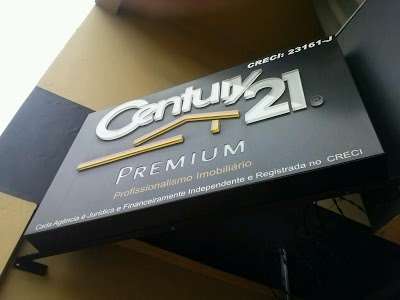 CRECI: 23161-J
Century 21
PREMIUM
Profissionalismo Imobiliário
Cada Agência é Jurídica e Financeiramente Independente e Registrada no CRECI